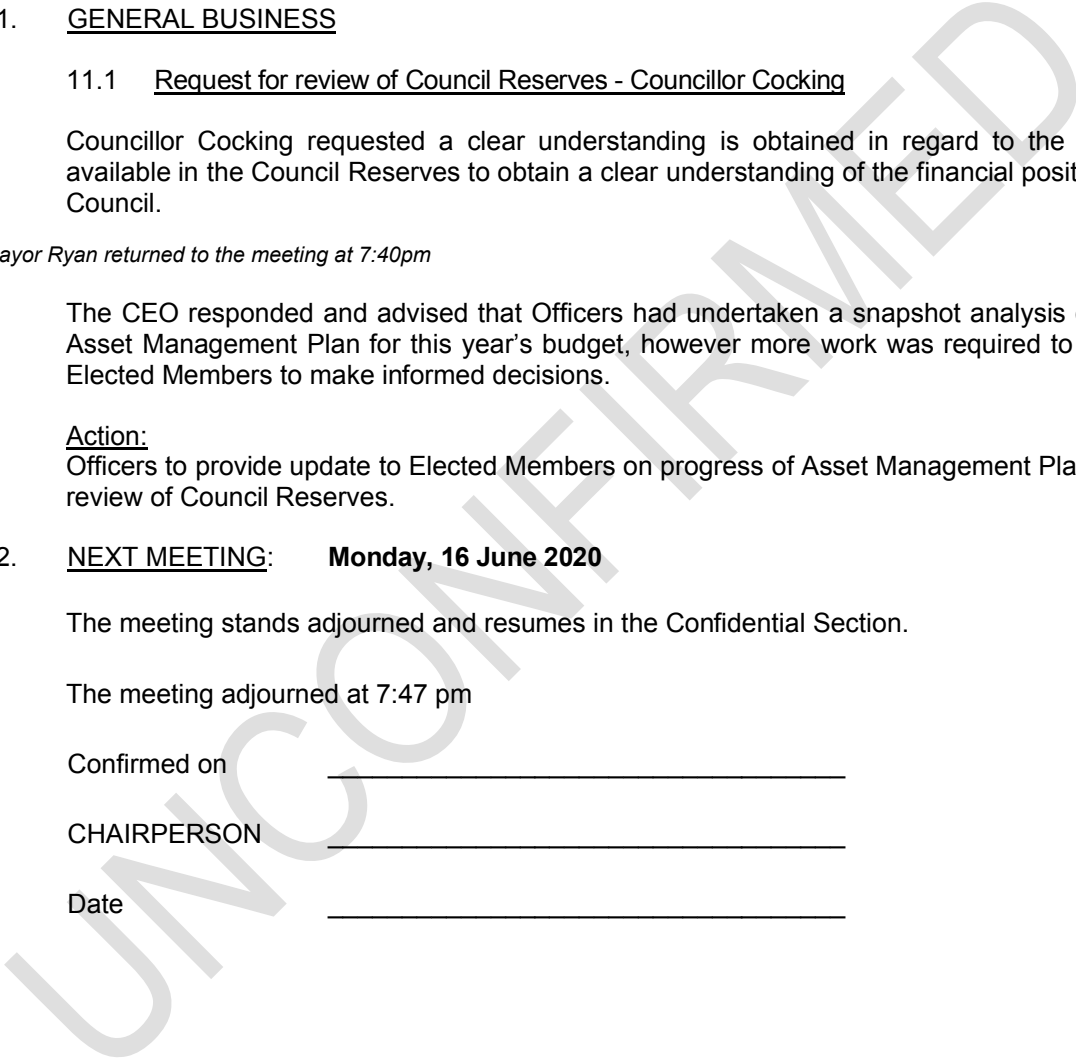 1. GENERAL BUSINESS
11.1 Request for review of Council Reserves - Councillor Cocking
Councillor Cocking requested a clear understanding is obtained in regard to the
available in the Council Reserves to obtain a clear understanding of the financial posit
Council.
ayor Ryan returned to the meeting at 7:40pm
The CEO responded and advised that Officers had undertaken a snapshot analysis
Asset Management Plan for this year's budget, however more work was required to
Elected Members to make informed decisions.
Action:
Officers to provide update to Elected Members on progress of Asset Management Pla
review of Council Reserves.
2. NEXT MEETING: Monday, 16 June 2020
The meeting stands adjourned and resumes in the Confidential Section.
The meeting adjourned at 7:47 pm
Confirmed on
CHAIRPERSON
Date
UNCONFIRMED